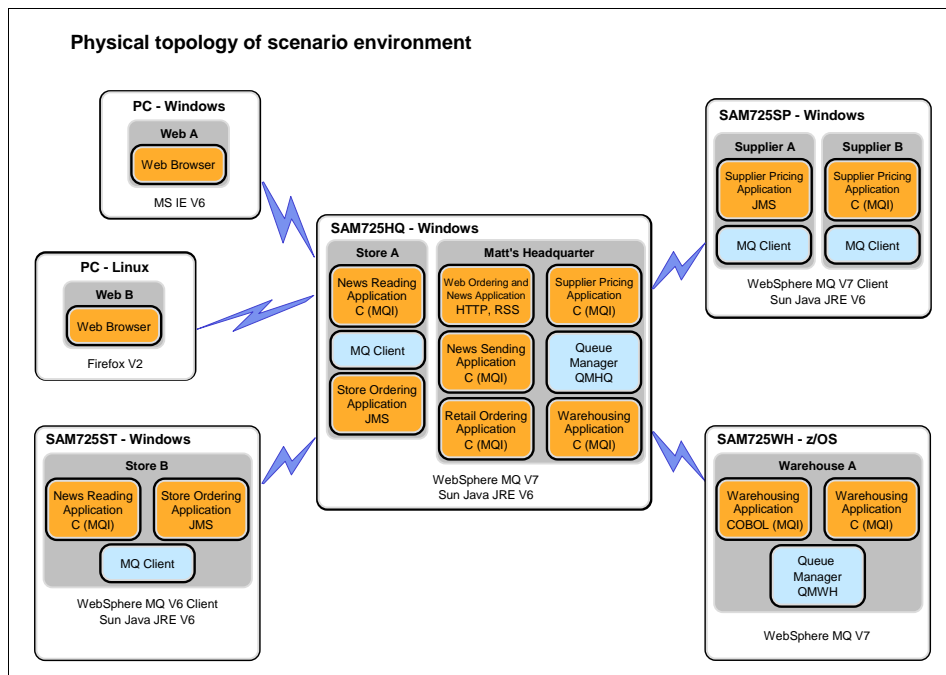 Physical topology of scenario environment
PC - Windows
Web A
Web Browser
MS IE V6
PC - Linux
Web B
Web Browser
Firefox V2
SAM725ST - Windows
Store B
News Reading
Application
C (MQI)
Store Ordering
Application
JMS
MQ Client
WebSphere MQ V6 Client
Sun Java JRE V6
SAM725HQ - Windows
Store A
News Reading
Application
C (MQI)
MQ Client
Store Ordering
Application
JMS
Matt's Headquarter
Web Ordering and
News Application
HTTP, RSS
Supplier Pricing
Application
C (MQI)
News Sending
Application
C (MQI)
Queue
Manager
QMHQ
Retail Ordering
Application
C (MQI)
Warehousing
Application
C (MQI)
WebSphere MQ V7
Sun Java JRE V6
SAM725SP - Windows
Supplier A
Supplier Pricing
Application
JMS
MQ Client
Supplier B
Supplier Pricing
Application
C (MQI)
MQ Client
WebSphere MQ V7 Client
Sun Java JRE V6
SAM725WH - z/OS
Warehouse A
Warehousing
Application
COBOL (MQI)
Warehousing
Application
C (MQI)
Queue
Manager
QMWH
WebSphere MQ V7